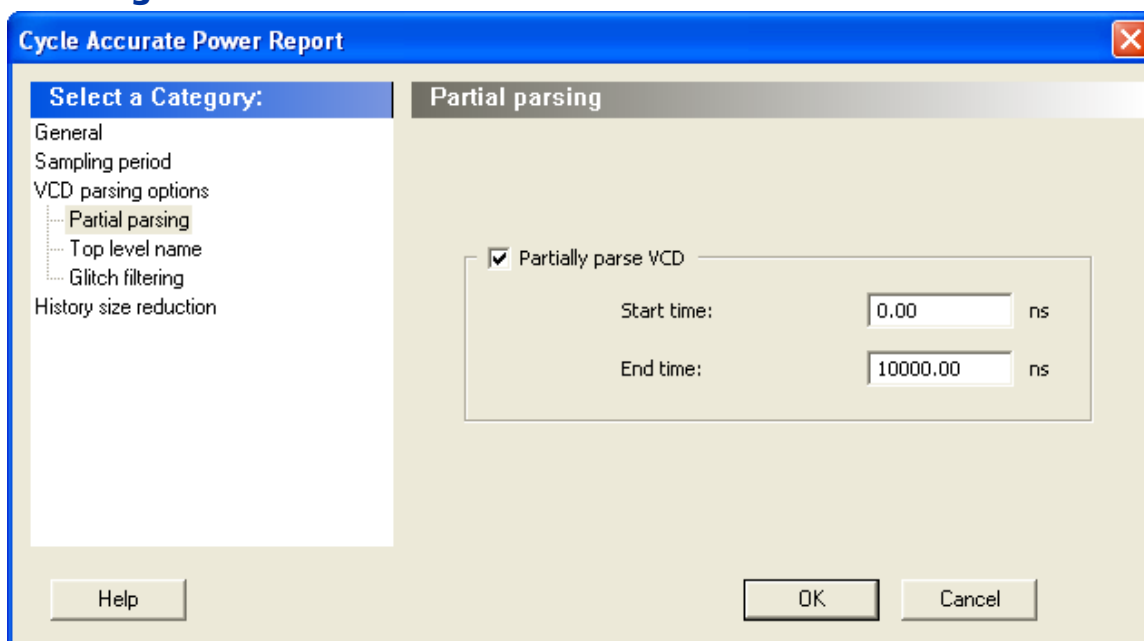 Cycle Accurate Power Report
Select a Category:
General
Sampling period
VCD parsing options
Partial parsing
Top level name
Glitch filtering
History size reduction
Partial parsing
Partially parse VCD
Start time: 0.00 ns
End time: 10000.00 ns
Help OK Cancel